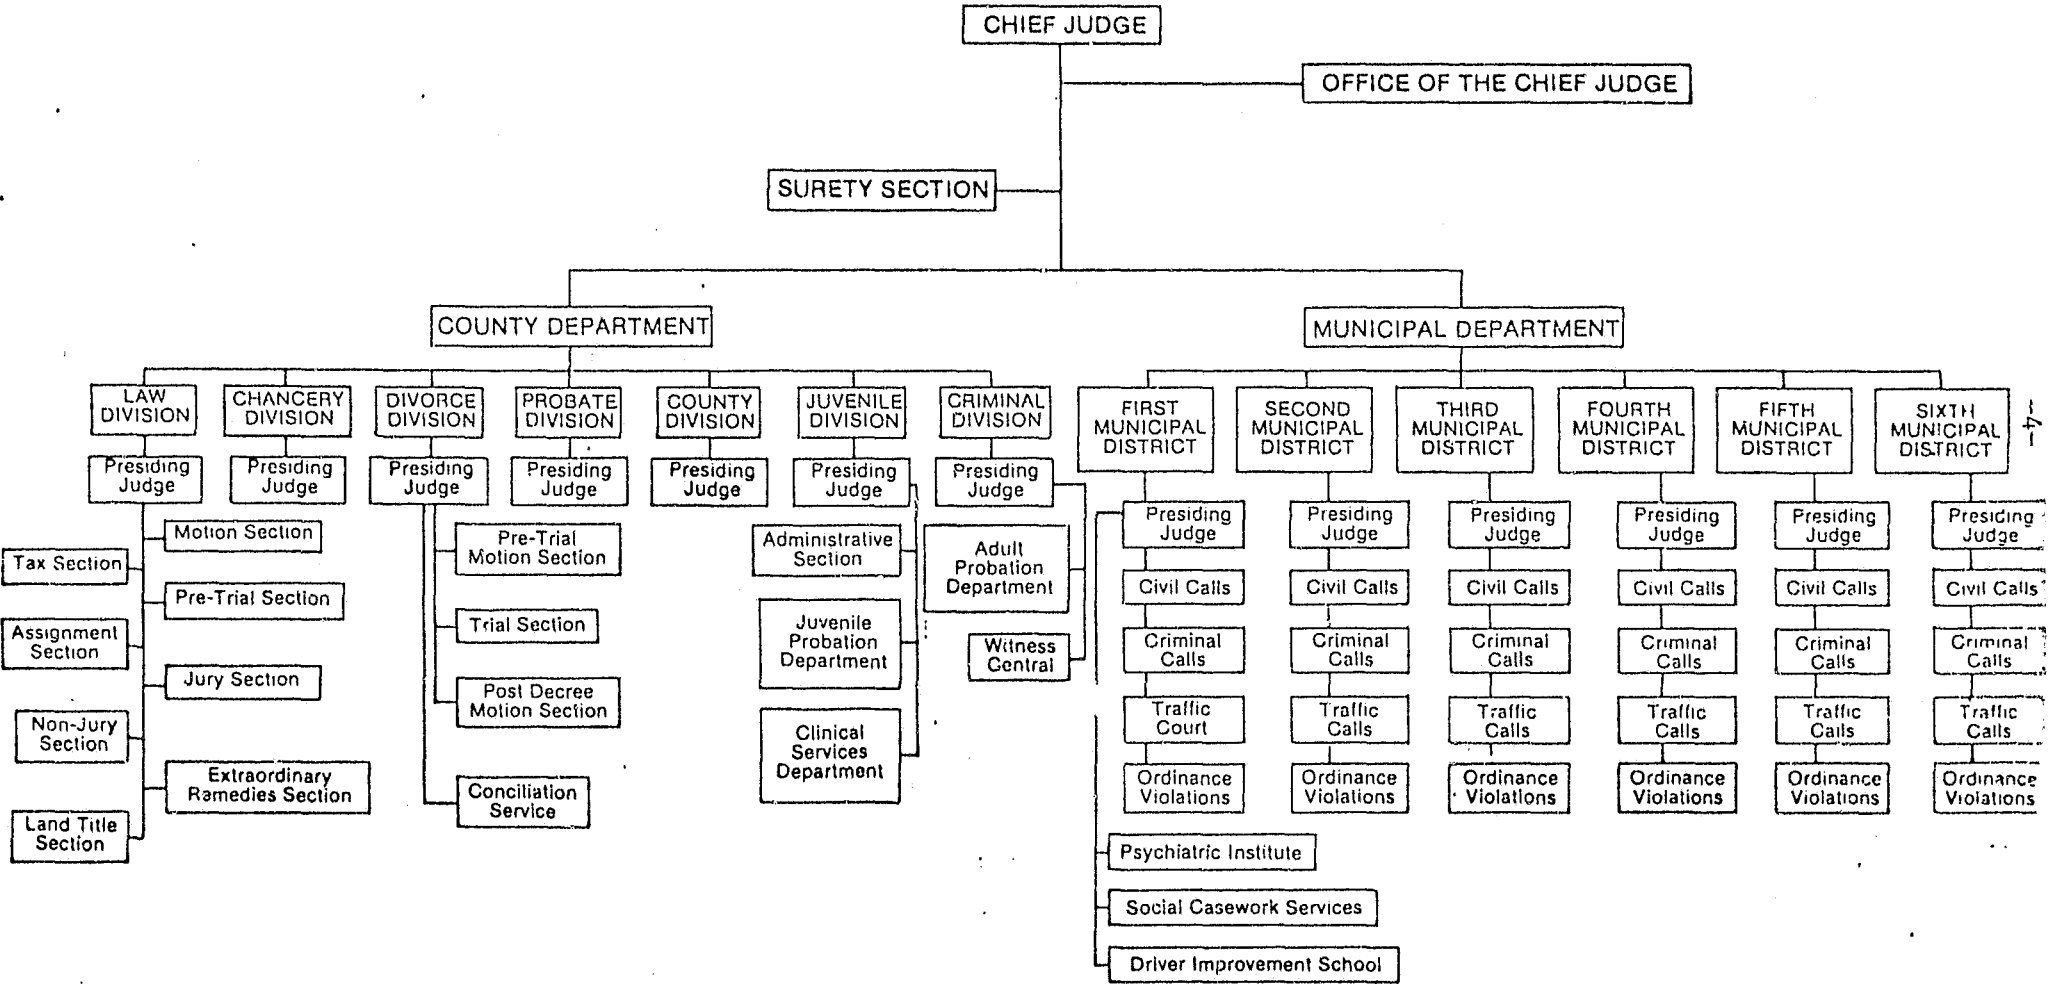 CHIEF JUDGE
OFFICE OF THE CHIEF JUDGE
SURETY SECTION
COUNTY DEPARTMENT
MUNICIPAL DEPARTMENT
LAW
DIVISION
CHANCERY
DIVISION
DIVORCE
DIVISION
PROBATE
DIVISION
COUNTY
DIVISION
JUVENILE
DIVISION
CRIMINAL
DIVISION
FIRST
MUNICIPAL
DISTRICT
SECOND
MUNICIPAL
DISTRICT
THIRD
MUNICIPAL
DISTRICT
FOURTH
MUNICIPAL
DISTRICT
FIFTH
MUNICIPAL
DISTRICT
SIXTH
MUNICIPAL
DISTRICT
-4-
Presiding
Judge
Presiding
Judge
Presiding
Judge
Presiding
Judge
Presiding
Judge
Presiding
Judge
Presiding
Judge
Motion Section
Tax Section
Pre-Trial Section
Assignment
Section
Jury Section
Non-Jury
Section
Extraordinary
Remedies Section
Land Title
Section
Pre-Trial
Motion Section
Trial Section
Post Decree
Motion Section
Conciliation
Service
Administrative
Section
Juvenile
Probation
Department
Clinical
Services
Department
Adult
Probation
Department
Witness
Central
Presiding
Judge
Civil Calls
Criminal
Calls
Traffic
Court
Ordinance
Violations
Psychiatric Institute
Social Casework Services
Driver Improvement School
Presiding
Judge
Civil Calls
Criminal
Calls
Traffic
Calls
Ordinance
Violations
Presiding
Judge
Civil Calls
Criminal
Calls
Traffic
Calls
Ordinance
Violations
Presiding
Judge
Civil Calls
Criminal
Calls
Traffic
Calls
Ordinance
Violations
Presiding
Judge
Civil Calls
Criminal
Calls
Traffic
Calls
Ordinance
Violations
Presiding
Judge
Civil Calls
Criminal
Calls
Traffic
Calls
Ordinance
Violations